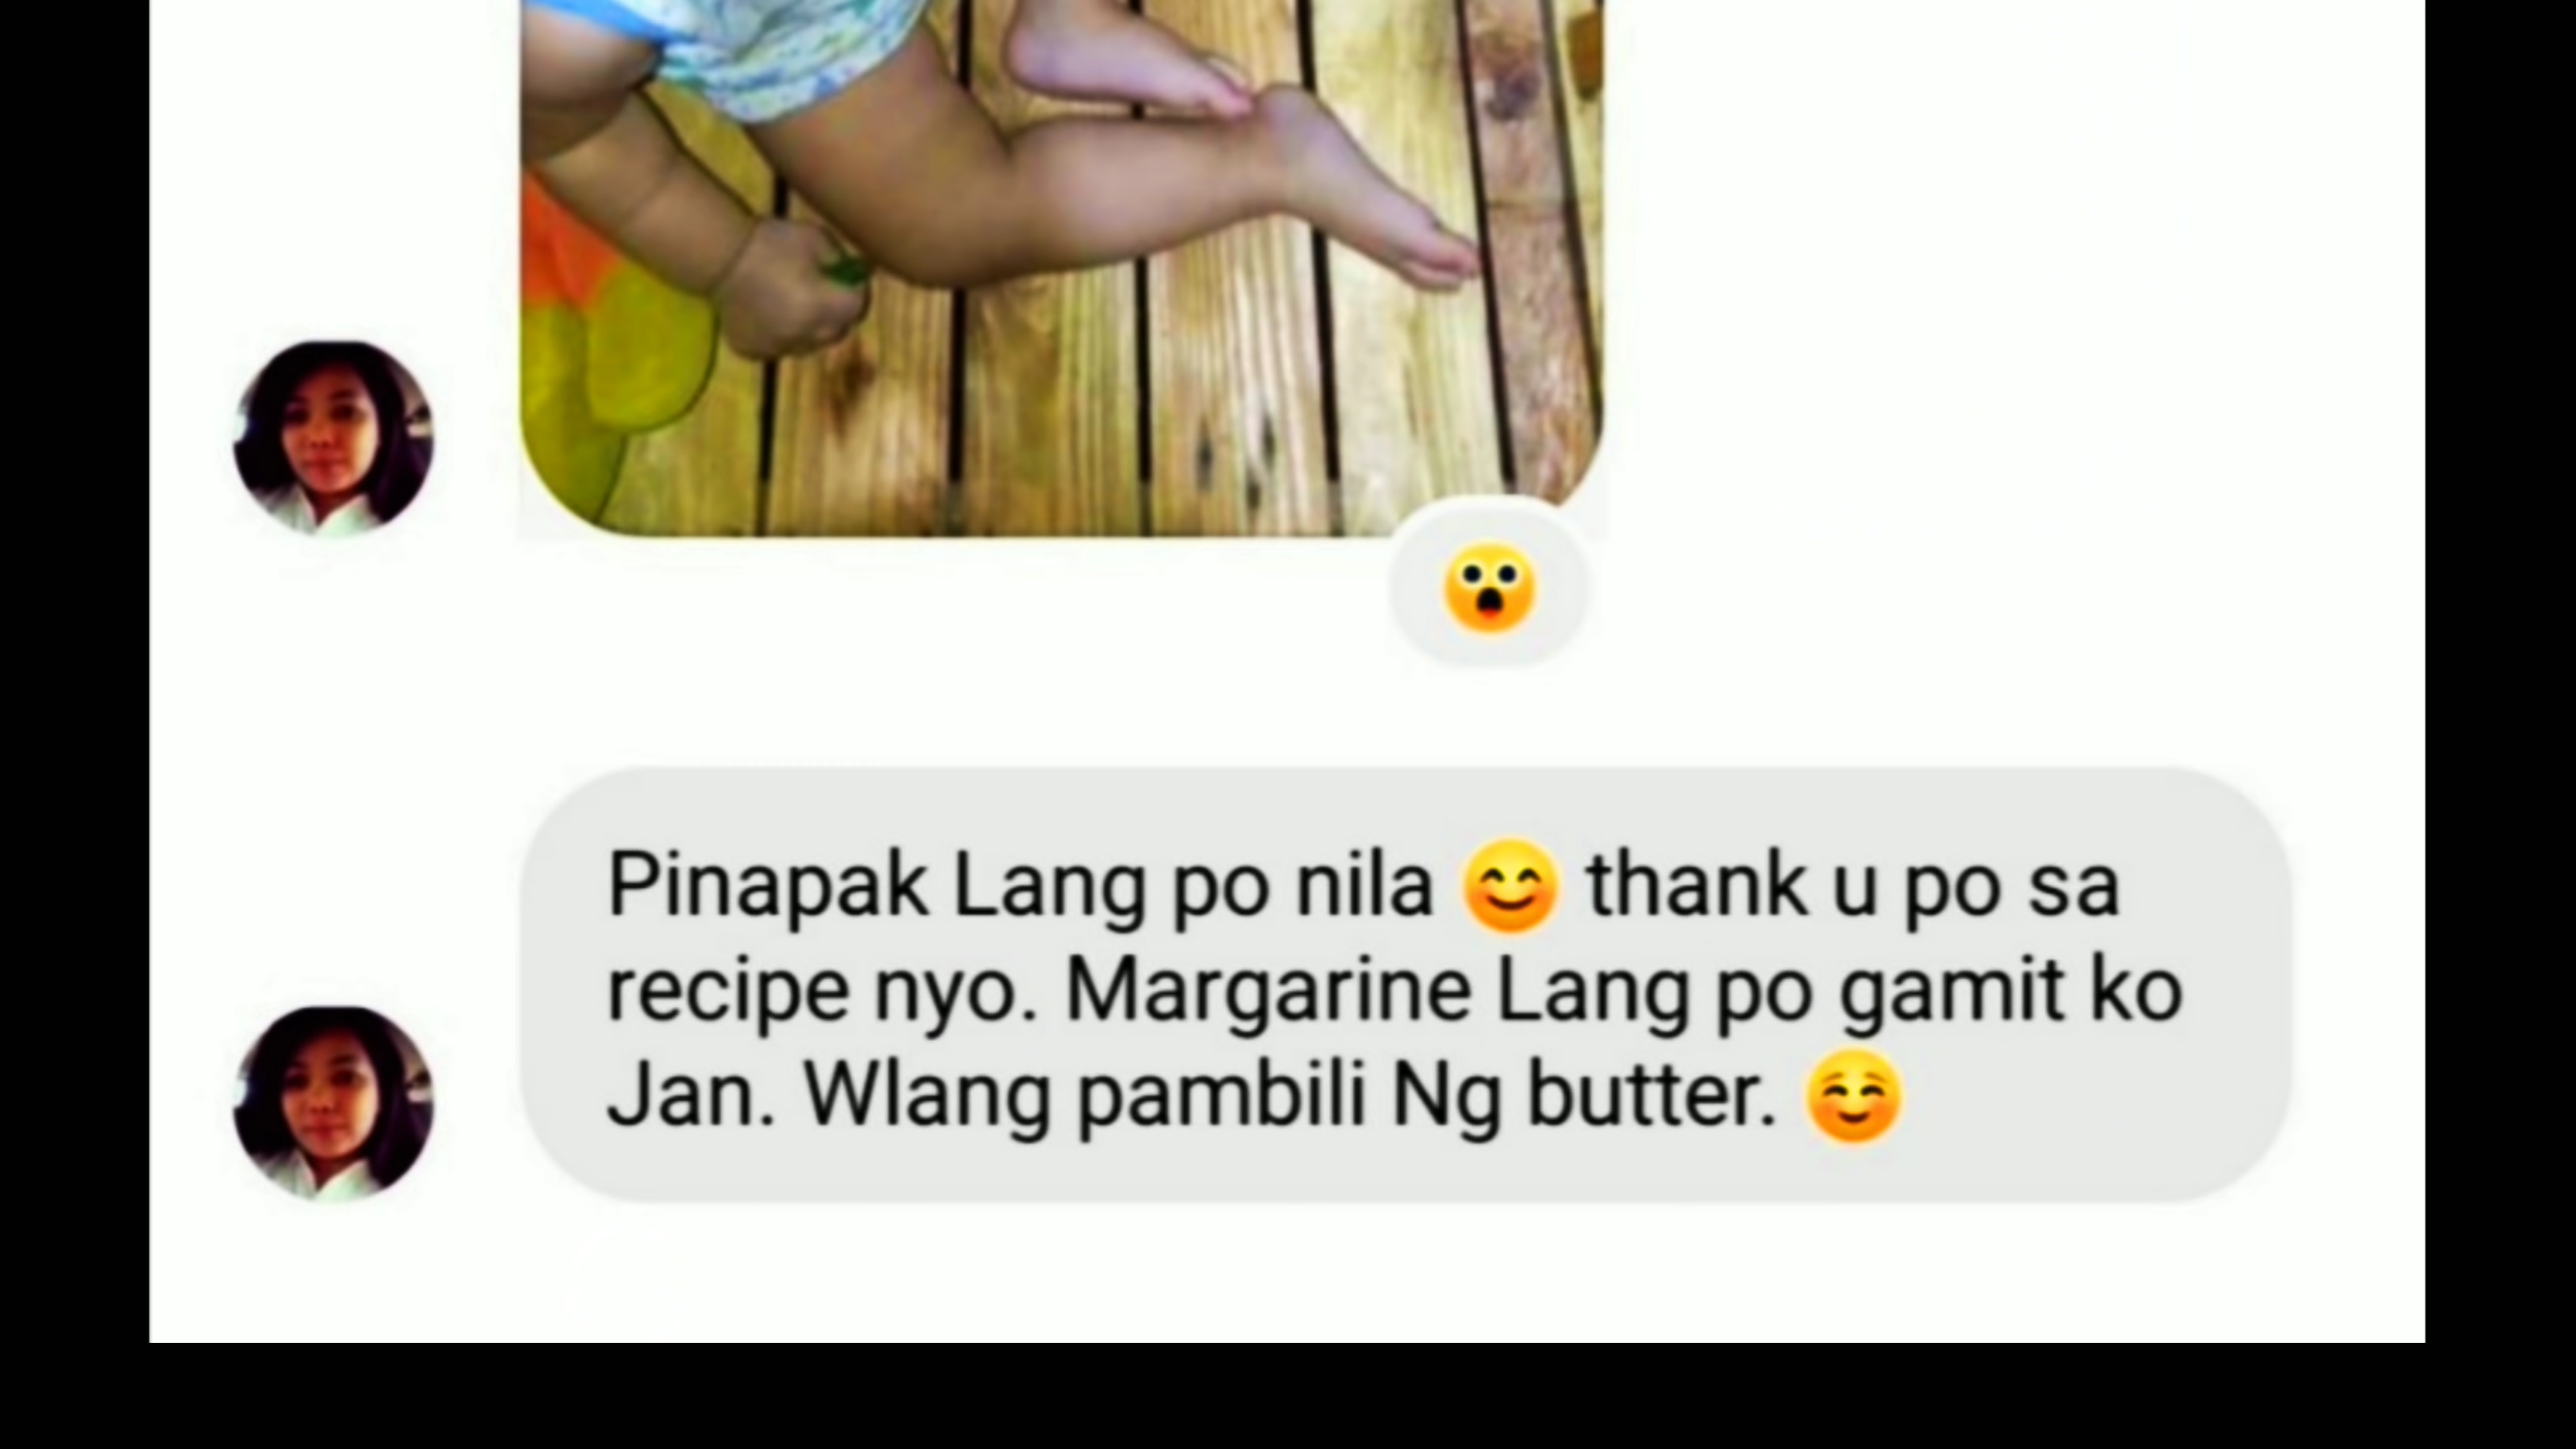 Pinapak Lang po nila 😊 thank u po sa
recipe nyo. Margarine Lang po gamit ko
Jan. Wlang pambili Ng butter. ☺️